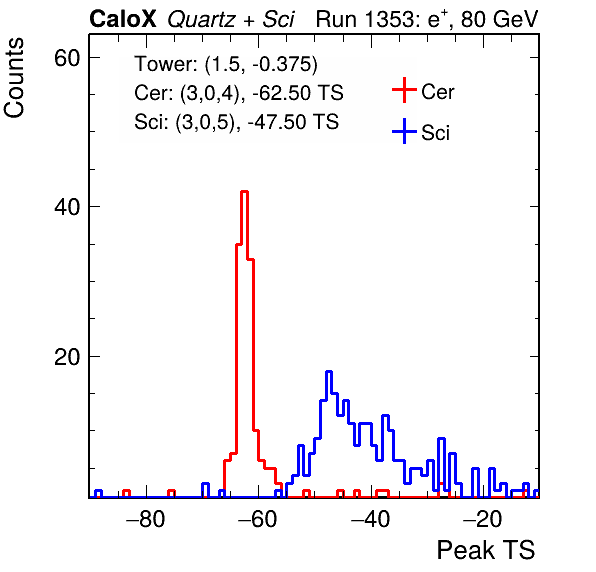 CaloX Quartz + Sci Run 1353: e⁺, 80 GeV
Counts
Tower: (1.5, -0.375)
Cer: (3,0,4), -62.50 TS
Sci: (3,0,5), -47.50 TS
Cer
Sci
60
40
20
−80 −60 −40 −20
Peak TS